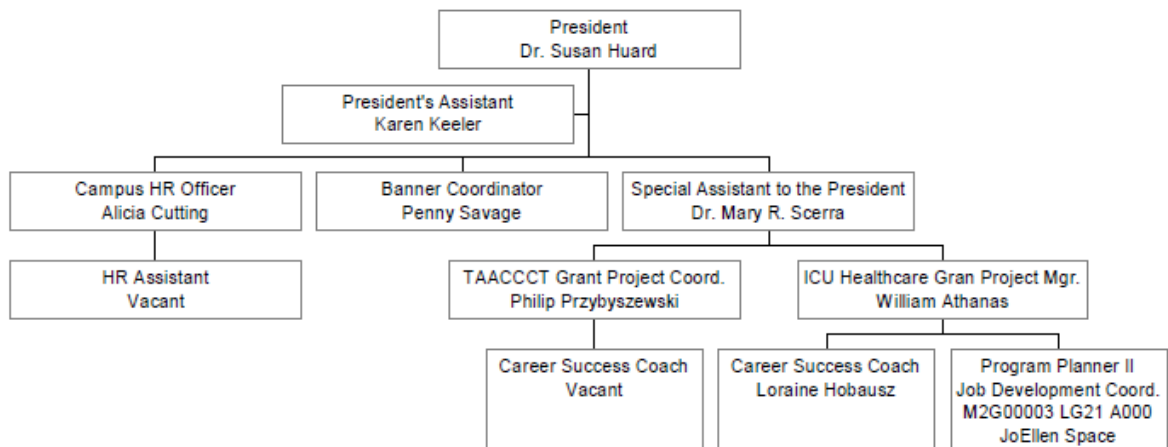 President
Dr. Susan Huard
President's Assistant
Karen Keeler
Campus HR Officer
Alicia Cutting
Banner Coordinator
Penny Savage
Special Assistant to the President
Dr. Mary R. Scerra
HR Assistant
Vacant
TAACCCT Grant Project Coord.
Philip Przybyszewski
ICU Healthcare Gran Project Mgr.
William Athanas
Career Success Coach
Vacant
Career Success Coach
Loraine Hobausz
Program Planner II
Job Development Coord.
M2G00003 LG21 A000
JoEllen Space